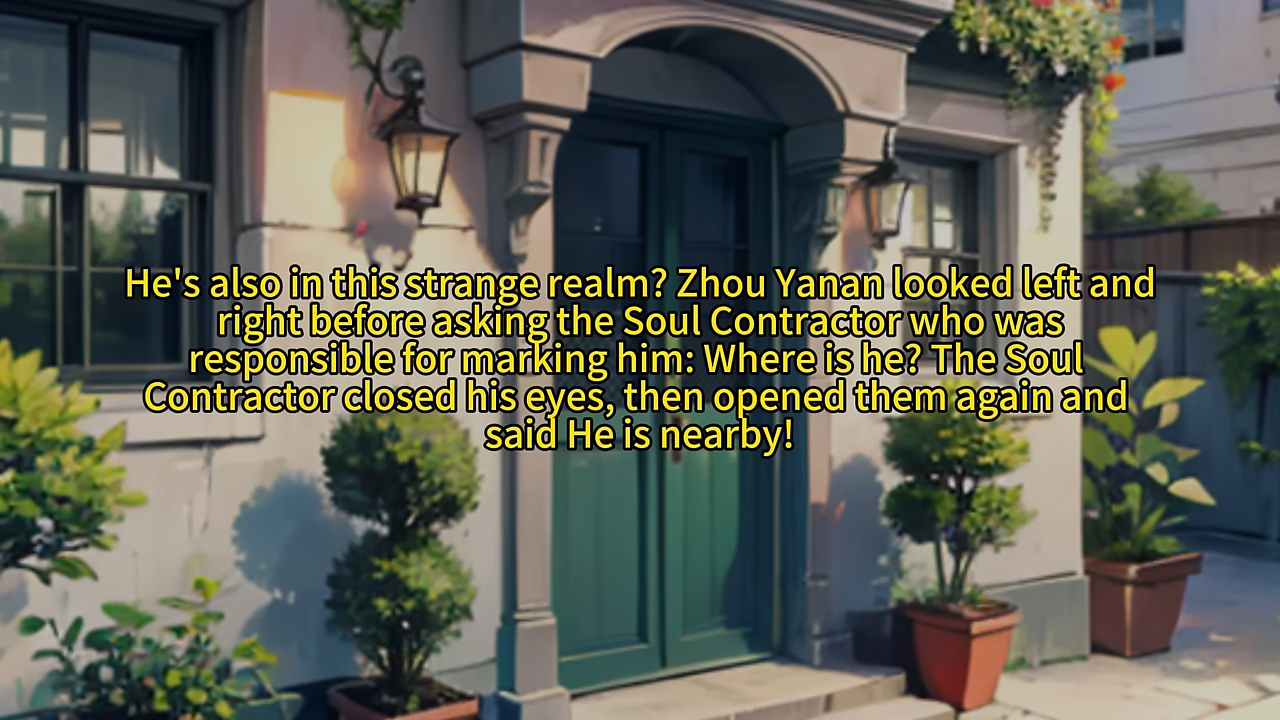 He's also in this strange realm? Zhou Yanan looked left and
right before asking the Soul Contractor who was
responsible for marking him: Where is he? The Soul
Contractor closed his eyes, then opened them again and
said He is nearby!